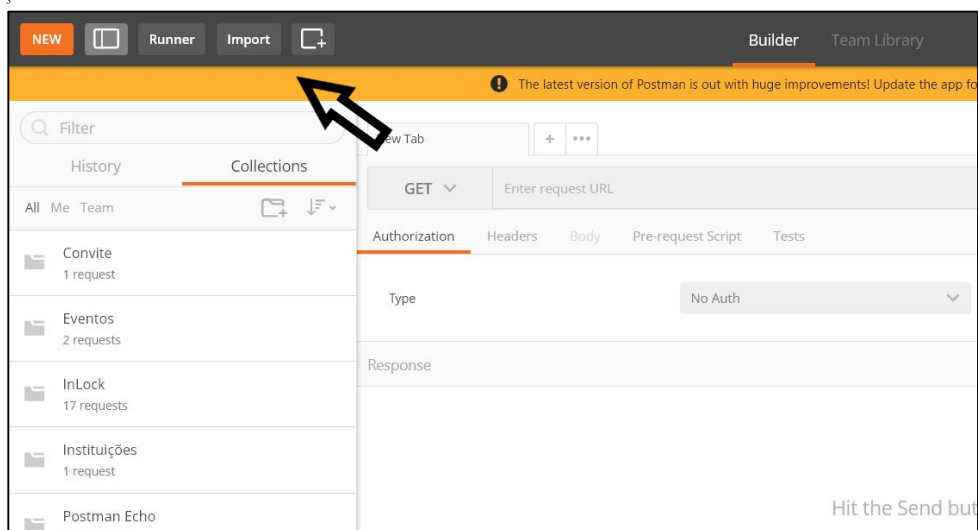 NEW Runner Import Builder Team Library
The latest version of Postman is out with huge improvements! Update the app fo
Filter
History Collections
All Me Team
Convite
1 request
Eventos
2 requests
InLock
17 requests
Instituições
1 request
Postman Echo
ew Tab
GET Enter request URL
Authorization Headers Body Pre-request Script Tests
Type No Auth
Response
Hit the Send but